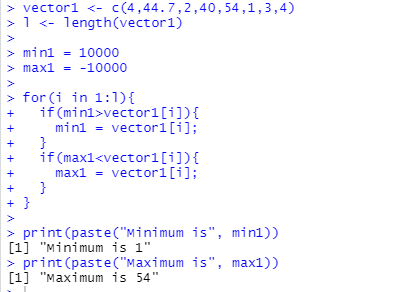 > vector1 <- c(4,44.7,2,40,54,1,3,4)
> l <- length(vector1)
>
> min1 = 10000
> max1 = -10000
>
> for(i in 1:l){
+   if(min1>vector1[i]){
+     min1 = vector1[i];
+   }
+   if(max1<vector1[i]){
+     max1 = vector1[i];
+   }
+ }
>
> print(paste("Minimum is", min1))
[1] "Minimum is 1"
> print(paste("Maximum is", max1))
[1] "Maximum is 54"
>